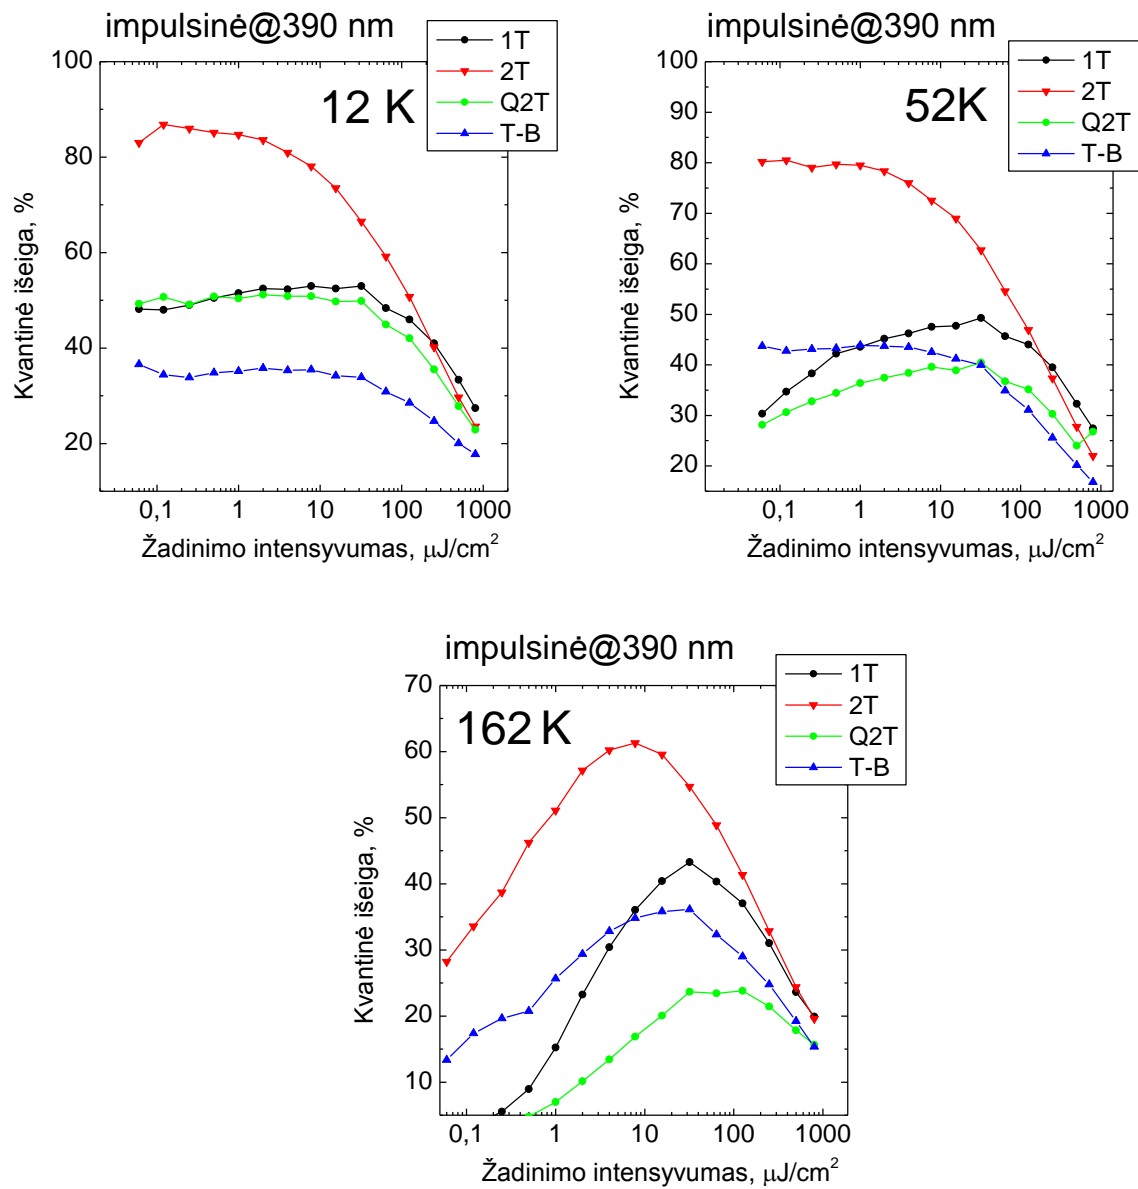 impulsinė@390 nm
1T
2T
Q2T
T-B
12 K
100
80
60
40
20
Kvantinė išeiga, %
0,1 1 10 100 1000
Žadinimo intensyvumas, μJ/cm²
impulsinė@390 nm
1T
2T
Q2T
T-B
52K
100
90
80
70
60
50
40
30
20
Kvantinė išeiga, %
0,1 1 10 100 1000
Žadinimo intensyvumas, μJ/cm²
impulsinė@390 nm
1T
2T
Q2T
T-B
162 K
70
60
50
40
30
20
10
Kvantinė išeiga, %
0,1 1 10 100 1000
Žadinimo intensyvumas, μJ/cm²